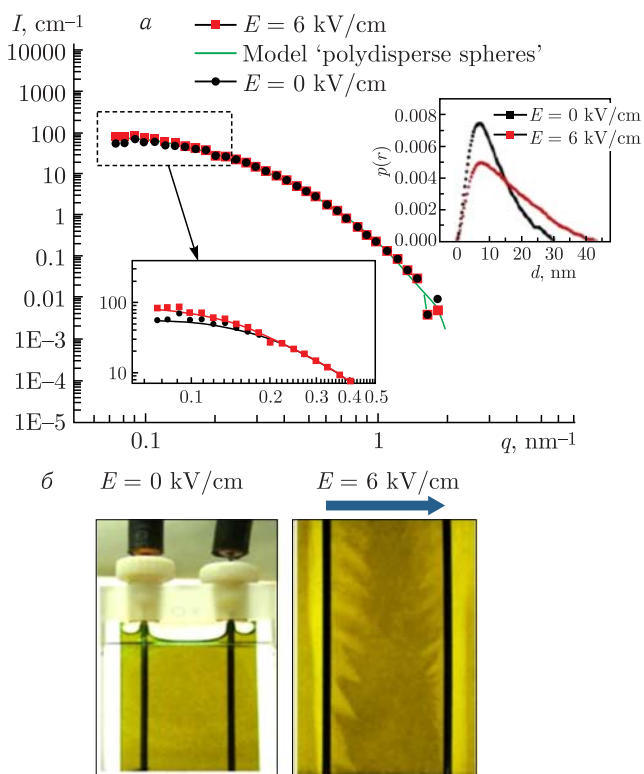 I, cm–1
a
E = 6 kV/cm
Model ‘polydisperse spheres’
E = 0 kV/cm
10000
1000
100
10
1
0.1
0.01
1E–3
1E–4
1E–5
0.1
1
q, nm–1
p(r)
0.008
0.006
0.004
0.002
0.000
E = 0 kV/cm
E = 6 kV/cm
0 10 20 30 40
d, nm
100
10
0.1 0.2 0.3 0.4 0.5
б
E = 0 kV/cm
E = 6 kV/cm